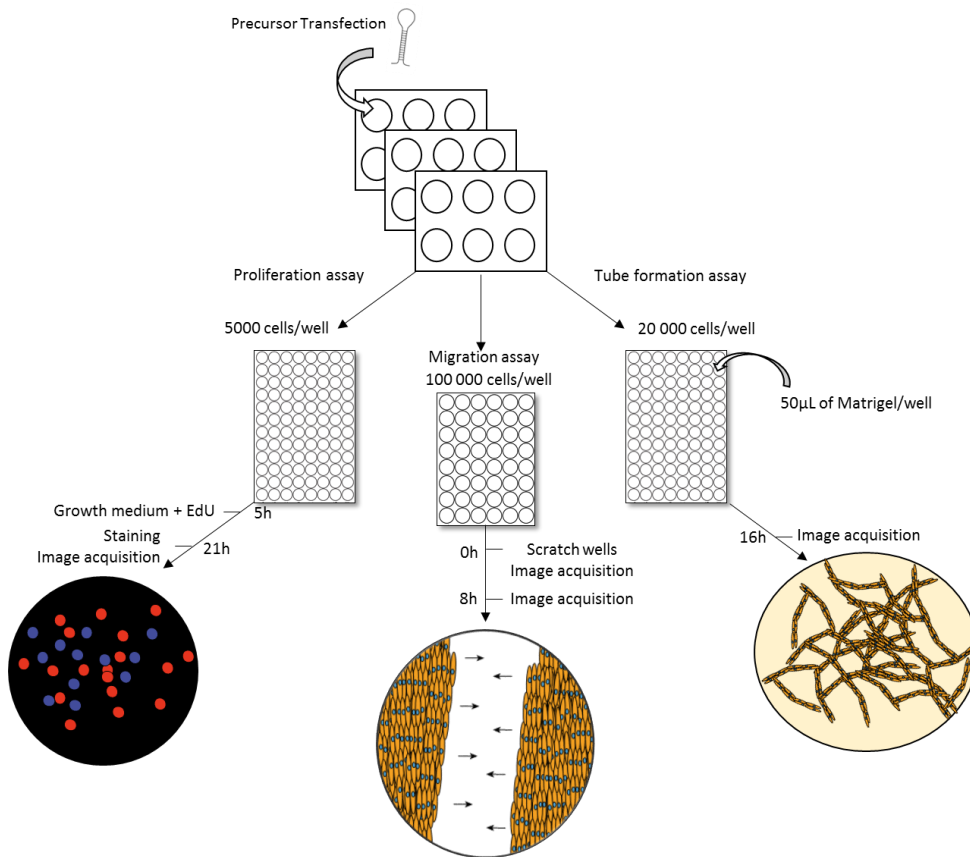 Precursor Transfection
Proliferation assay
Tube formation assay
5000 cells/well
20 000 cells/well
Migration assay
100 000 cells/well
50µL of Matrigel/well
Growth medium + EdU
5h
Staining
Image acquisition
21h
0h
Scratch wells
Image acquisition
8h
Image acquisition
16h
Image acquisition